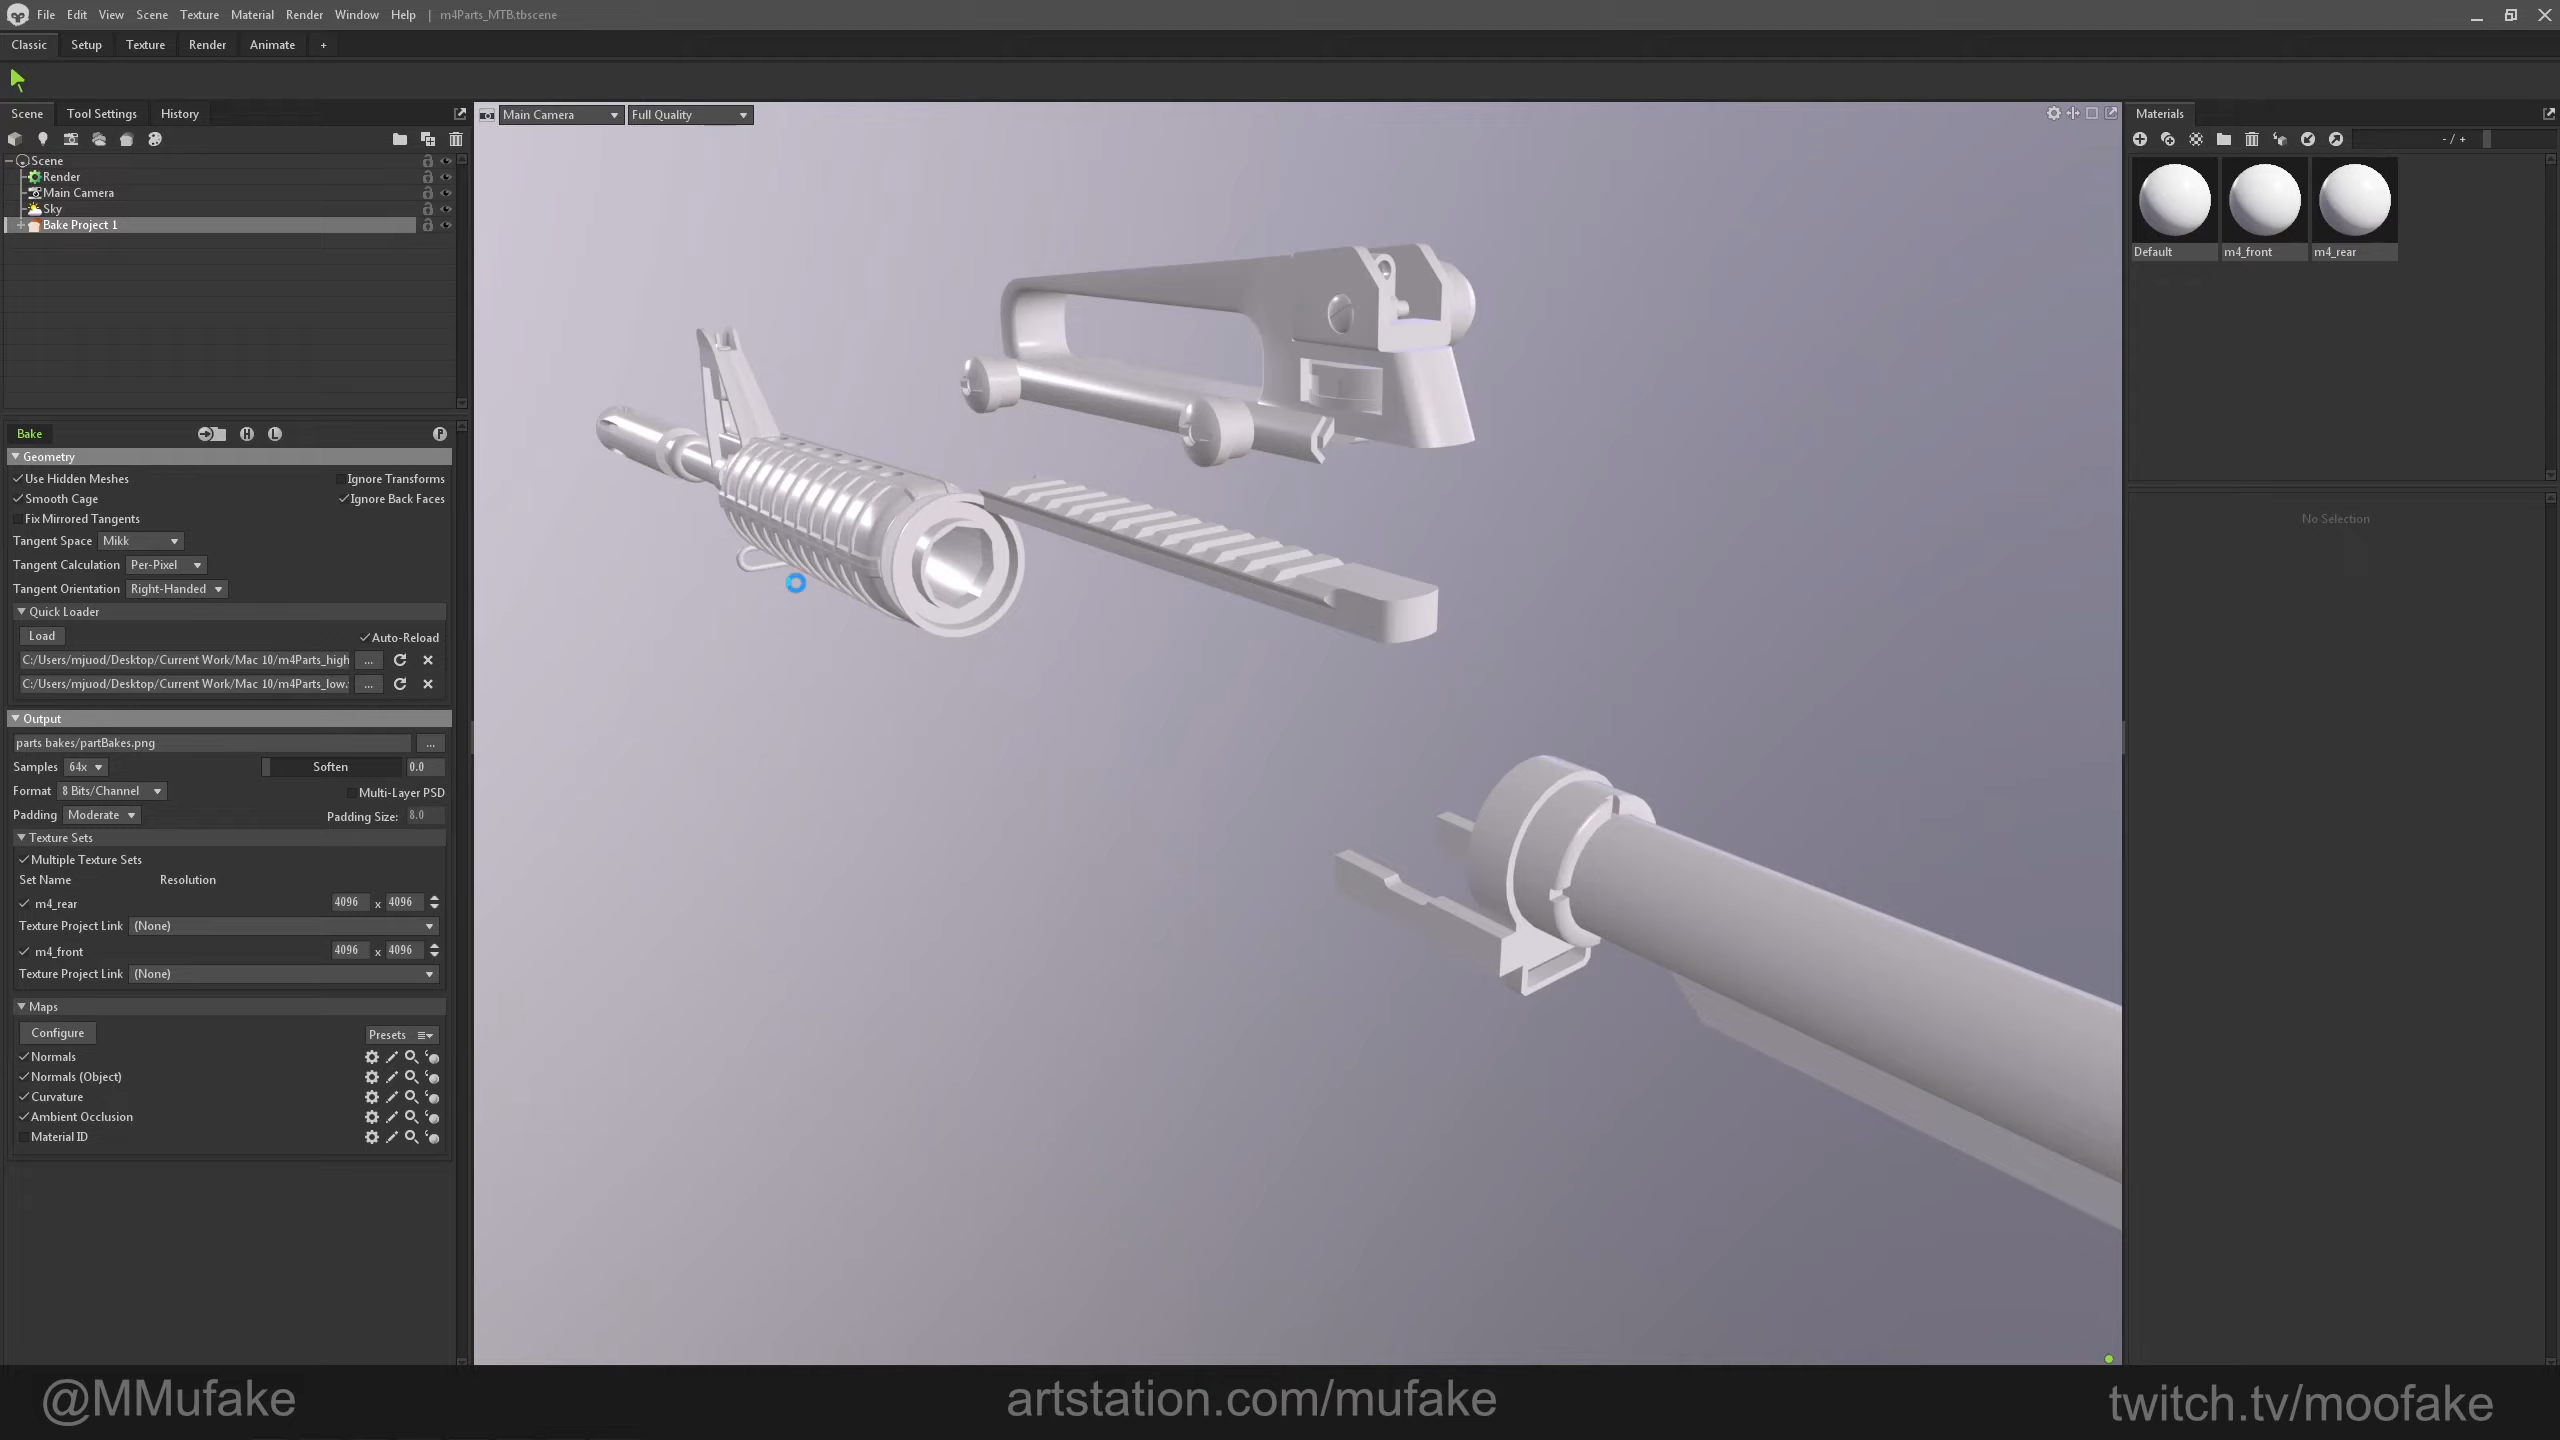 File Edit View Scene Texture Material Render Window Help | m4Parts_MTB.tbscene
Classic Setup Texture Render Animate +
Scene Tool Settings History
Main Camera Full Quality
Materials
- / +
Scene
Render
Main Camera
Sky
Bake Project 1
Default m4_front m4_rear
No Selection
Bake H L P
Geometry
Use Hidden Meshes Ignore Transforms
Smooth Cage Ignore Back Faces
Fix Mirrored Tangents
Tangent Space Mikk
Tangent Calculation Per-Pixel
Tangent Orientation Right-Handed
Quick Loader
Load Auto-Reload
C:/Users/mjuod/Desktop/Current Work/Mac 10/m4Parts_high ...
C:/Users/mjuod/Desktop/Current Work/Mac 10/m4Parts_low. ...
Output
parts bakes/partBakes.png ...
Samples 64x Soften 0.0
Format 8 Bits/Channel Multi-Layer PSD
Padding Moderate Padding Size: 8.0
Texture Sets
Multiple Texture Sets
Set Name Resolution
m4_rear 4096 x 4096
Texture Project Link (None)
m4_front 4096 x 4096
Texture Project Link (None)
Maps
Configure Presets
Normals
Normals (Object)
Curvature
Ambient Occlusion
Material ID
@MMufake artstation.com/mufake twitch.tv/moofake